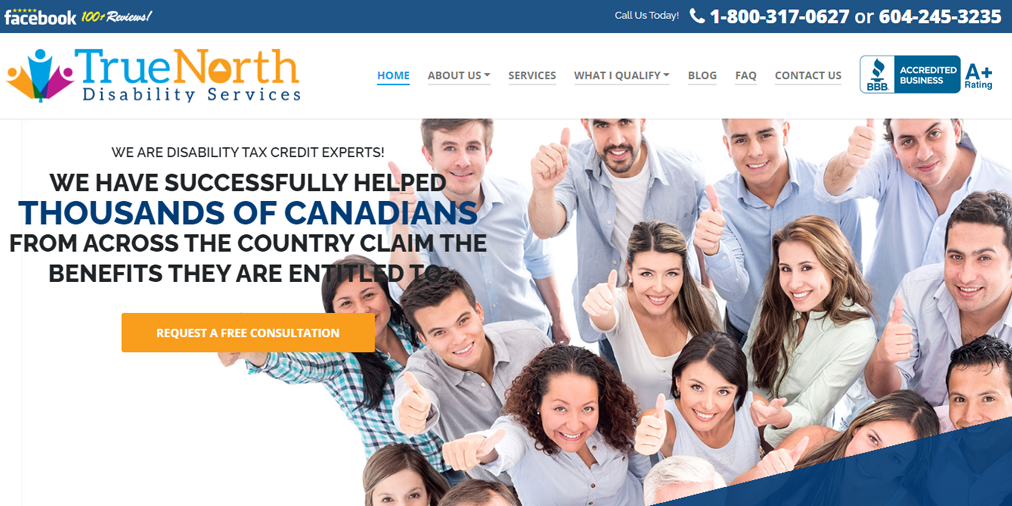 facebook 100+ Reviews!
Call Us Today! 1-800-317-0627 or 604-245-3235
TrueNorth
Disability Services
HOME ABOUT US SERVICES WHAT I QUALIFY BLOG FAQ CONTACT US
BBB ACCREDITED BUSINESS A+ Rating
WE ARE DISABILITY TAX CREDIT EXPERTS!
WE HAVE SUCCESSFULLY HELPED
THOUSANDS OF CANADIANS
FROM ACROSS THE COUNTRY CLAIM THE
BENEFITS THEY ARE ENTITLED TO
REQUEST A FREE CONSULTATION